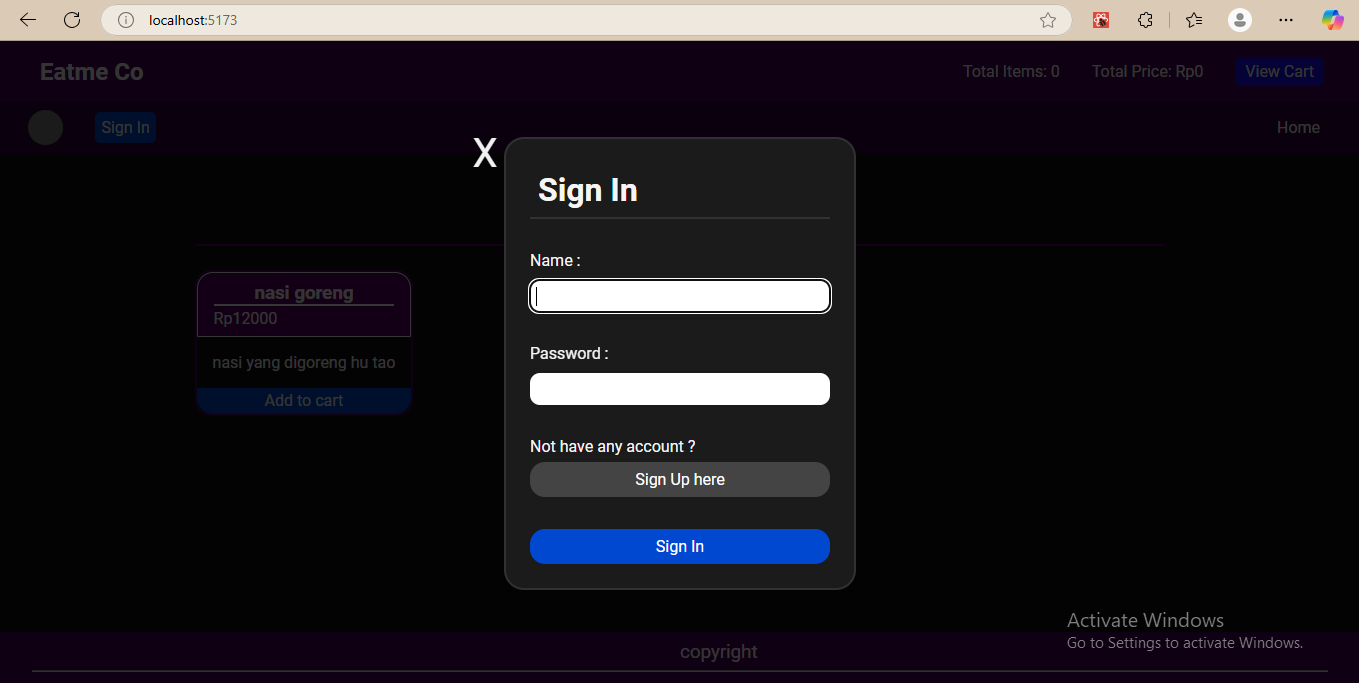 localhost:5173
Eatme Co
Total Items: 0
Total Price: Rp0
View Cart
Sign In
Home
X
Sign In
Name :
Password :
Not have any account ?
Sign Up here
Sign In
nasi goreng
Rp12000
nasi yang digoreng hu tao
Add to cart
Activate Windows
Go to Settings to activate Windows.
copyright